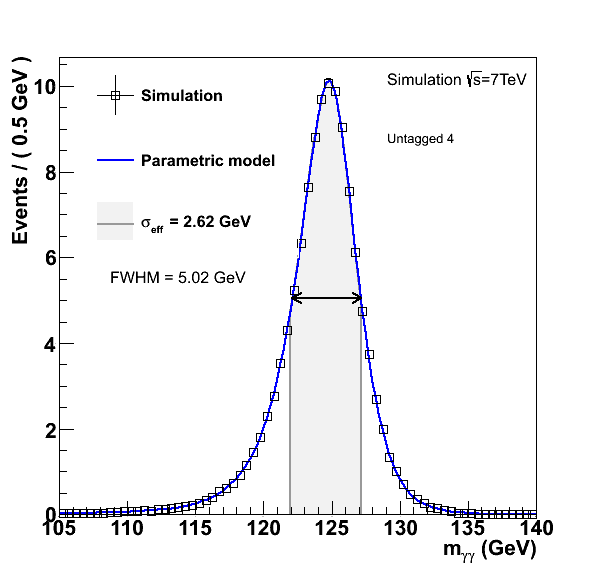 Events / ( 0.5 GeV )
10
8
6
4
2
0
Simulation
Parametric model
σeff = 2.62 GeV
FWHM = 5.02 GeV
Simulation √s=7TeV
Untagged 4
105 110 115 120 125 130 135 140
mγγ (GeV)